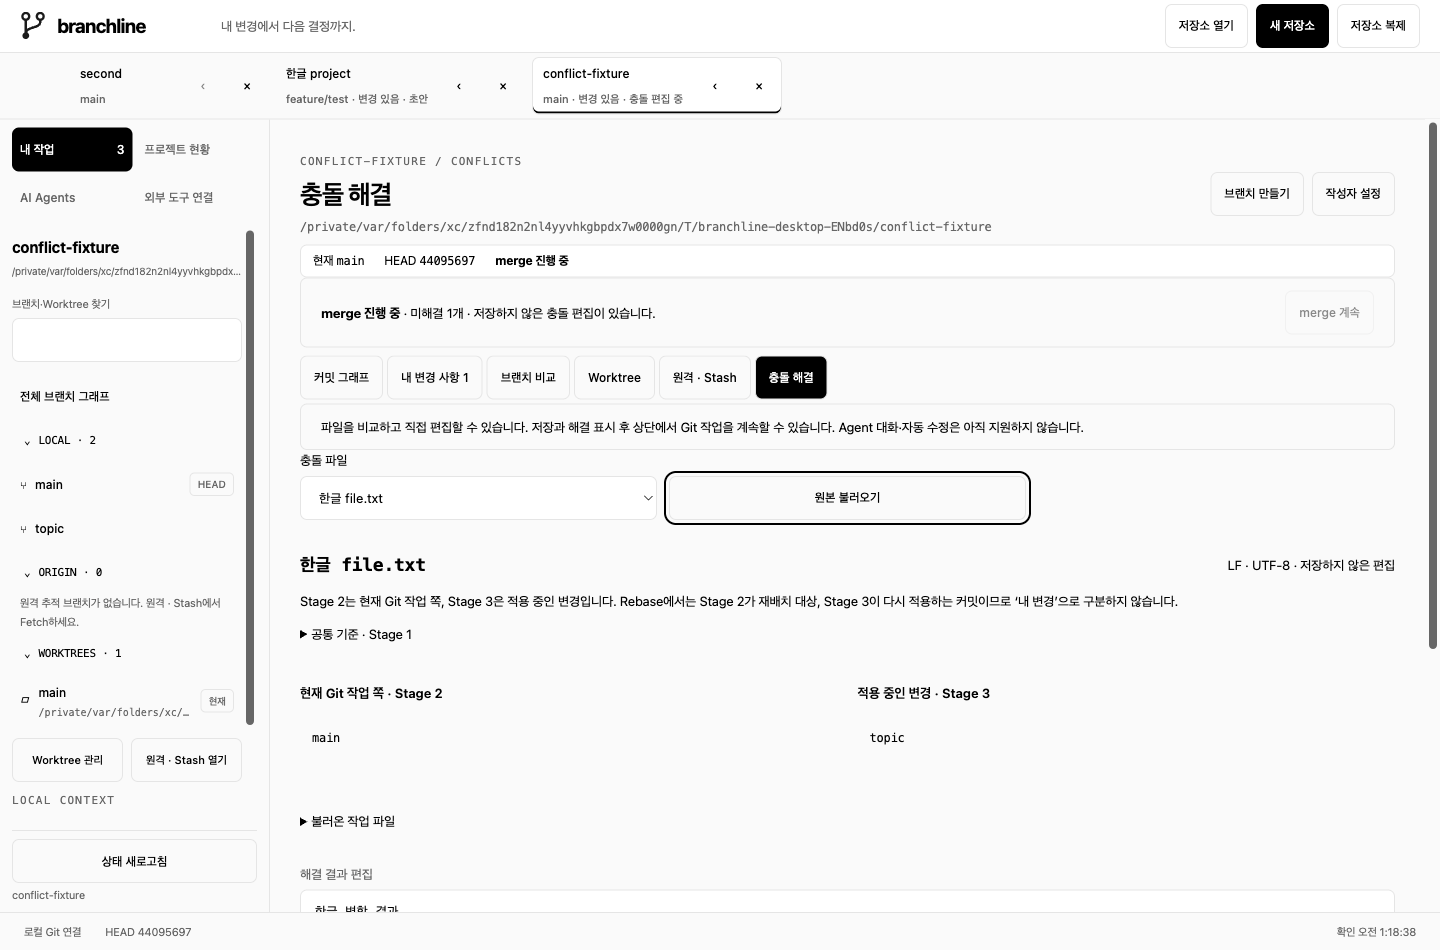 branchline
내 변경에서 다음 결정까지.
저장소 열기
새 저장소
저장소 복제
second
main
한글 project
feature/test · 변경 있음 · 초안
conflict-fixture
main · 변경 있음 · 충돌 편집 중
내 작업 3
프로젝트 현황
AI Agents
외부 도구 연결
conflict-fixture
/private/var/folders/xc/zfnd182n2nl4yyvhkgbpdx...
브랜치·Worktree 찾기
전체 브랜치 그래프
LOCAL · 2
main HEAD
topic
ORIGIN · 0
원격 추적 브랜치가 없습니다. 원격 · Stash에서
Fetch하세요.
WORKTREES · 1
main
/private/var/folders/xc/…
현재
Worktree 관리
원격 · Stash 열기
LOCAL CONTEXT
상태 새로고침
conflict-fixture
CONFLICT-FIXTURE / CONFLICTS
충돌 해결
브랜치 만들기
작성자 설정
/private/var/folders/xc/zfnd182n2nl4yyvhkgbpdx7w0000gn/T/branchline-desktop-ENbd0s/conflict-fixture
현재 main HEAD 44095697 merge 진행 중
merge 진행 중 · 미해결 1개 · 저장하지 않은 충돌 편집이 있습니다.
merge 계속
커밋 그래프
내 변경 사항 1
브랜치 비교
Worktree
원격 · Stash
충돌 해결
파일을 비교하고 직접 편집할 수 있습니다. 저장과 해결 표시 후 상단에서 Git 작업을 계속할 수 있습니다. Agent 대화·자동 수정은 아직 지원하지 않습니다.
충돌 파일
한글 file.txt
원본 불러오기
한글 file.txt
LF · UTF-8 · 저장하지 않은 편집
Stage 2는 현재 Git 작업 쪽, Stage 3은 적용 중인 변경입니다. Rebase에서는 Stage 2가 재배치 대상, Stage 3이 다시 적용하는 커밋이므로 ‘내 변경’으로 구분하지 않습니다.
공통 기준 · Stage 1
현재 Git 작업 쪽 · Stage 2
적용 중인 변경 · Stage 3
main
topic
불러온 작업 파일
해결 결과 편집
한글 병합 결과
로컬 Git 연결
HEAD 44095697
확인 오전 1:18:38